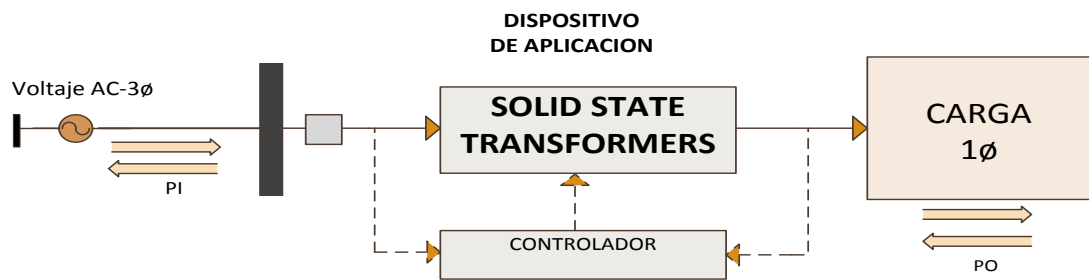 DISPOSITIVO
DE APLICACION
Voltaje AC-3ø
PI
SOLID STATE
TRANSFORMERS
CARGA
1ø
CONTROLADOR
PO